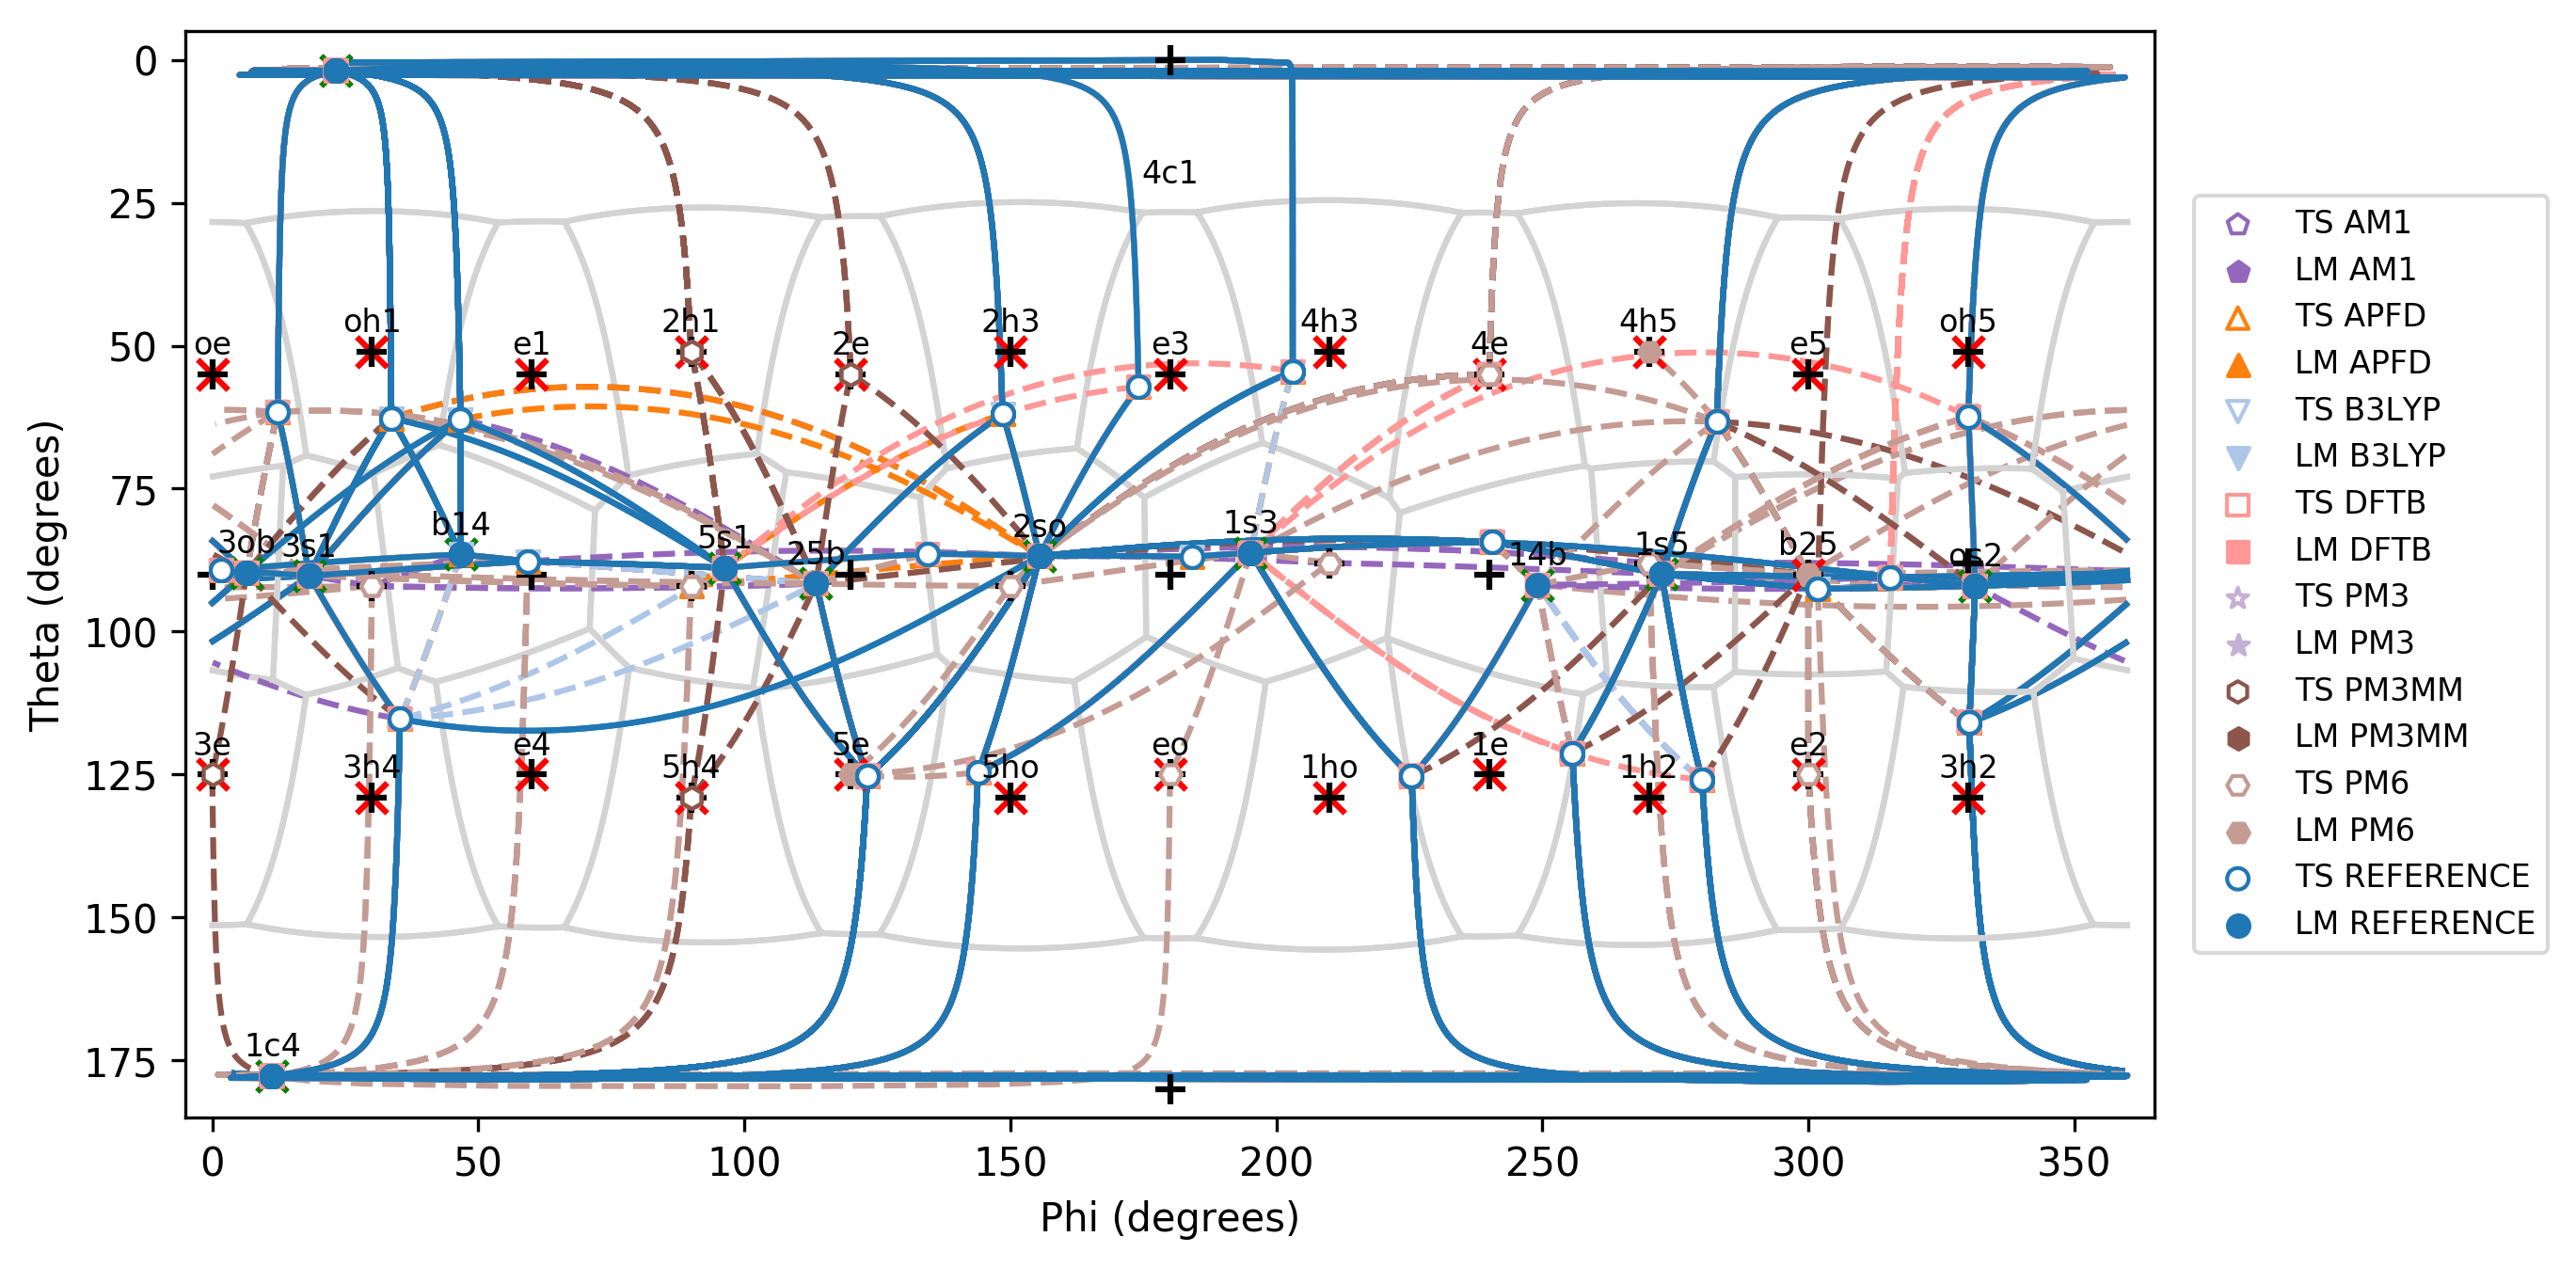 0
25
50
75
100
125
150
175
Theta (degrees)
0
50
100
150
200
250
300
350
Phi (degrees)
4c1
oe
oh1
e1
2h1
2e
2h3
e3
4h3
4e
4h5
e5
oh5
3ob
3s1
b14
5s1
25b
2so
1s3
14b
1s5
b25
os2
3e
3h4
e4
5h4
5e
5ho
eo
1ho
1e
1h2
e2
3h2
1c4
TS AM1
LM AM1
TS APFD
LM APFD
TS B3LYP
LM B3LYP
TS DFTB
LM DFTB
TS PM3
LM PM3
TS PM3MM
LM PM3MM
TS PM6
LM PM6
TS REFERENCE
LM REFERENCE